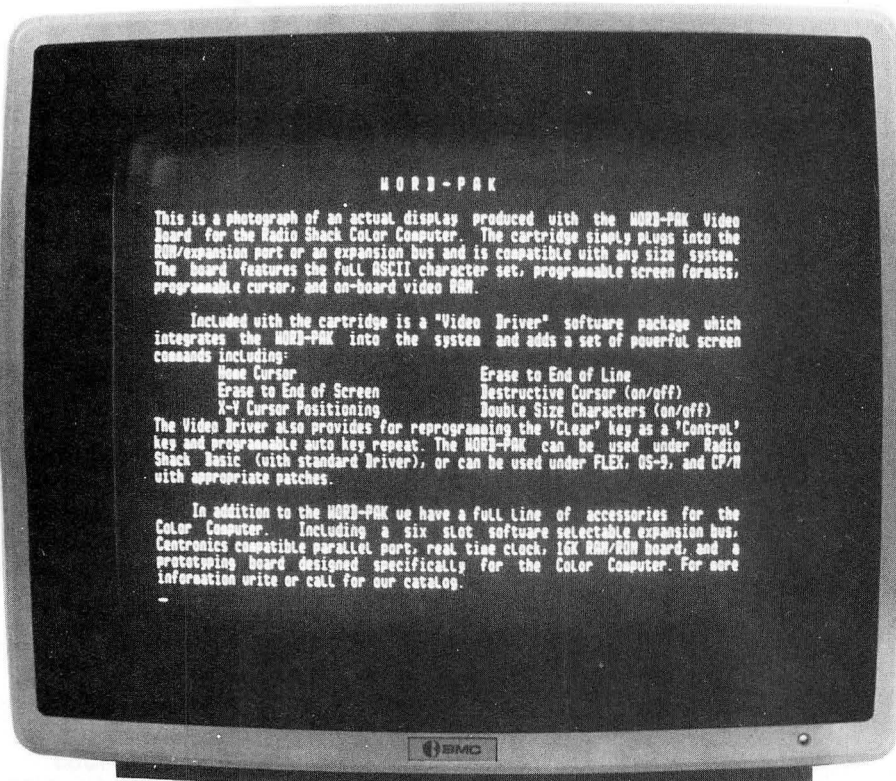 WORD-PAK
This is a photograph of an actual display produced with the WORD-PAK Video
Board for the Radio Shack Color Computer. The cartridge simply plugs into the
ROM/expansion port or an expansion bus and is compatible with any size system.
The board features the full ASCII character set, programmable screen formats,
programmable cursor, and on-board video RAM.
Included with the cartridge is a "Video Driver" software package which
integrates the WORD-PAK into the system and adds a set of powerful screen
commands including:
Home Cursor Erase to End of Line
Erase to End of Screen Destructive Cursor (on/off)
X-Y Cursor Positioning Double Size Characters (on/off)
The Video Driver also provides for reprogramming the 'Clear' key as a 'Control'
key and programmable auto key repeat. The WORD-PAK can be used under Radio
Shack Basic (with standard Driver), or can be used under FLEX, OS-9, and CP/M
with appropriate patches.
In addition to the WORD-PAK we have a full line of accessories for the
Color Computer. Including a six slot software selectable expansion bus,
Centronics compatible parallel port, real time clock, 16K RAM/ROM board, and a
prototyping board designed specifically for the Color Computer. For more
information write or call for our catalog.
BMC